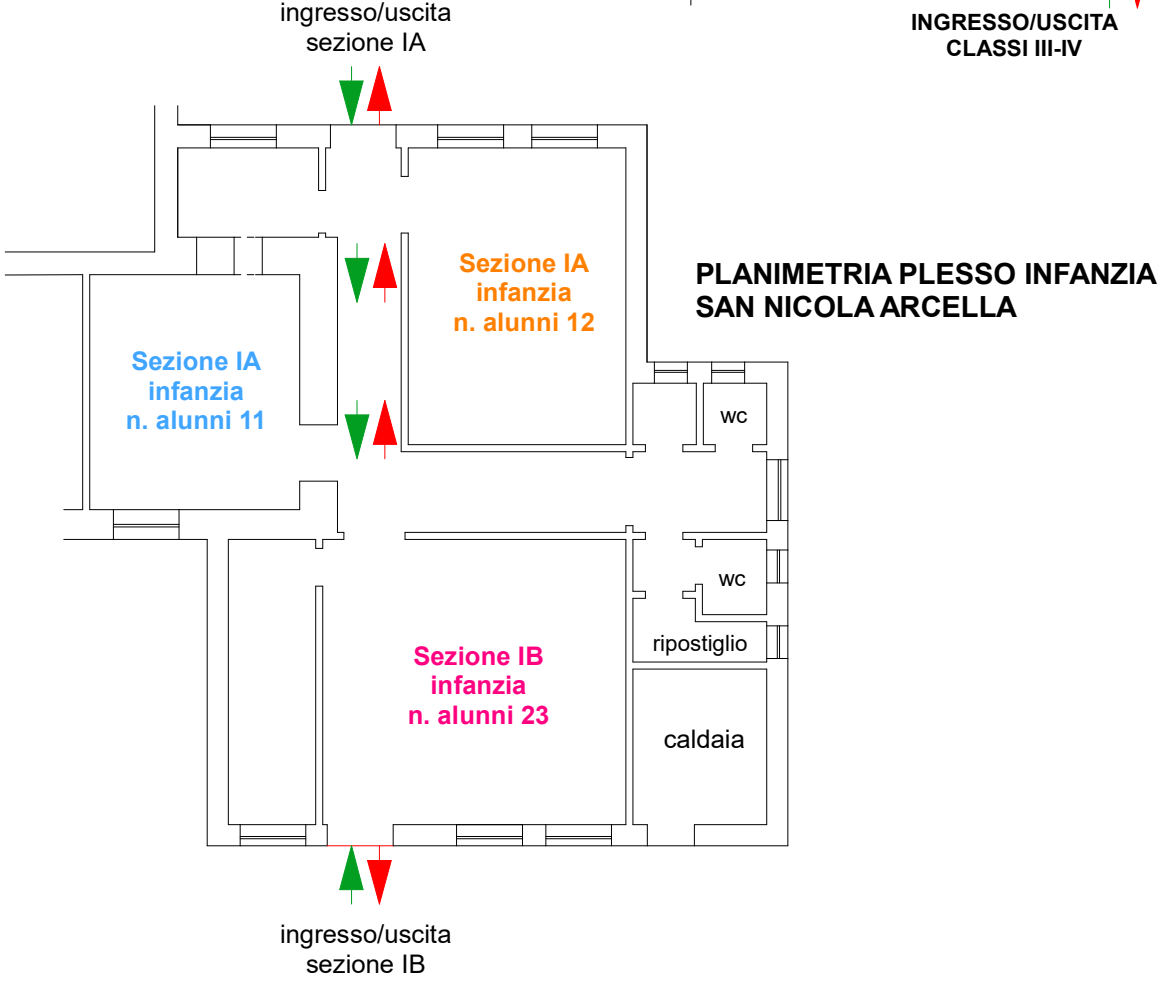 ingresso/uscita
sezione IA
INGRESSO/USCITA
CLASSI III-IV
Sezione IA
infanzia
n. alunni 12
PLANIMETRIA PLESSO INFANZIA
SAN NICOLA ARCELLA
Sezione IA
infanzia
n. alunni 11
wc
wc
ripostiglio
Sezione IB
infanzia
n. alunni 23
caldaia
ingresso/uscita
sezione IB